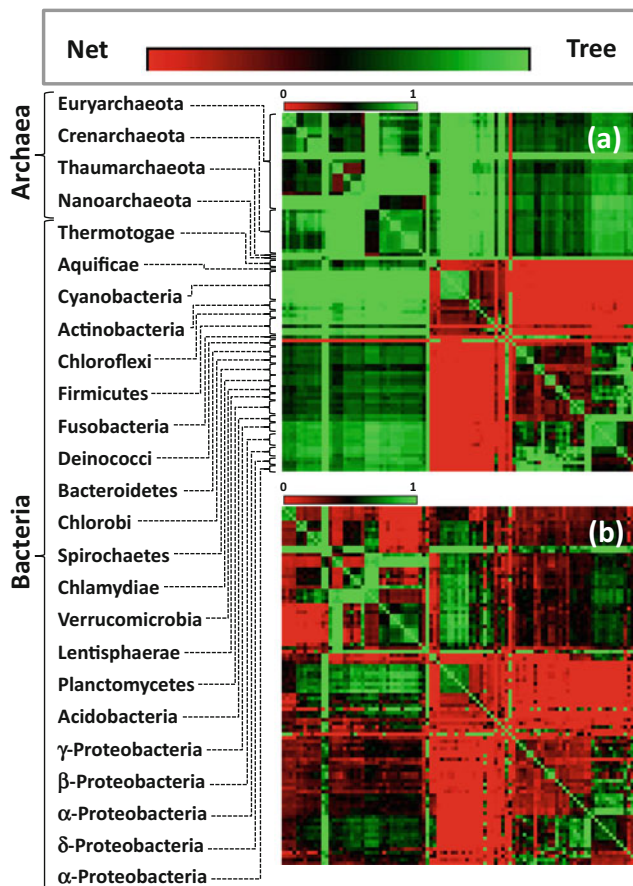 Net Tree
0 1
(a)
Archaea
Euryarchaeota
Crenarchaeota
Thaumarchaeota
Nanoarchaeota
Bacteria
Thermotogae
Aquificae
Cyanobacteria
Actinobacteria
Chloroflexi
Firmicutes
Fusobacteria
Deinococci
Bacteroidetes
Chlorobi
Spirochaetes
Chlamydiae
Verrucomicrobia
Lentisphaerae
Planctomycetes
Acidobacteria
γ-Proteobacteria
β-Proteobacteria
α-Proteobacteria
δ-Proteobacteria
α-Proteobacteria
0 1
(b)